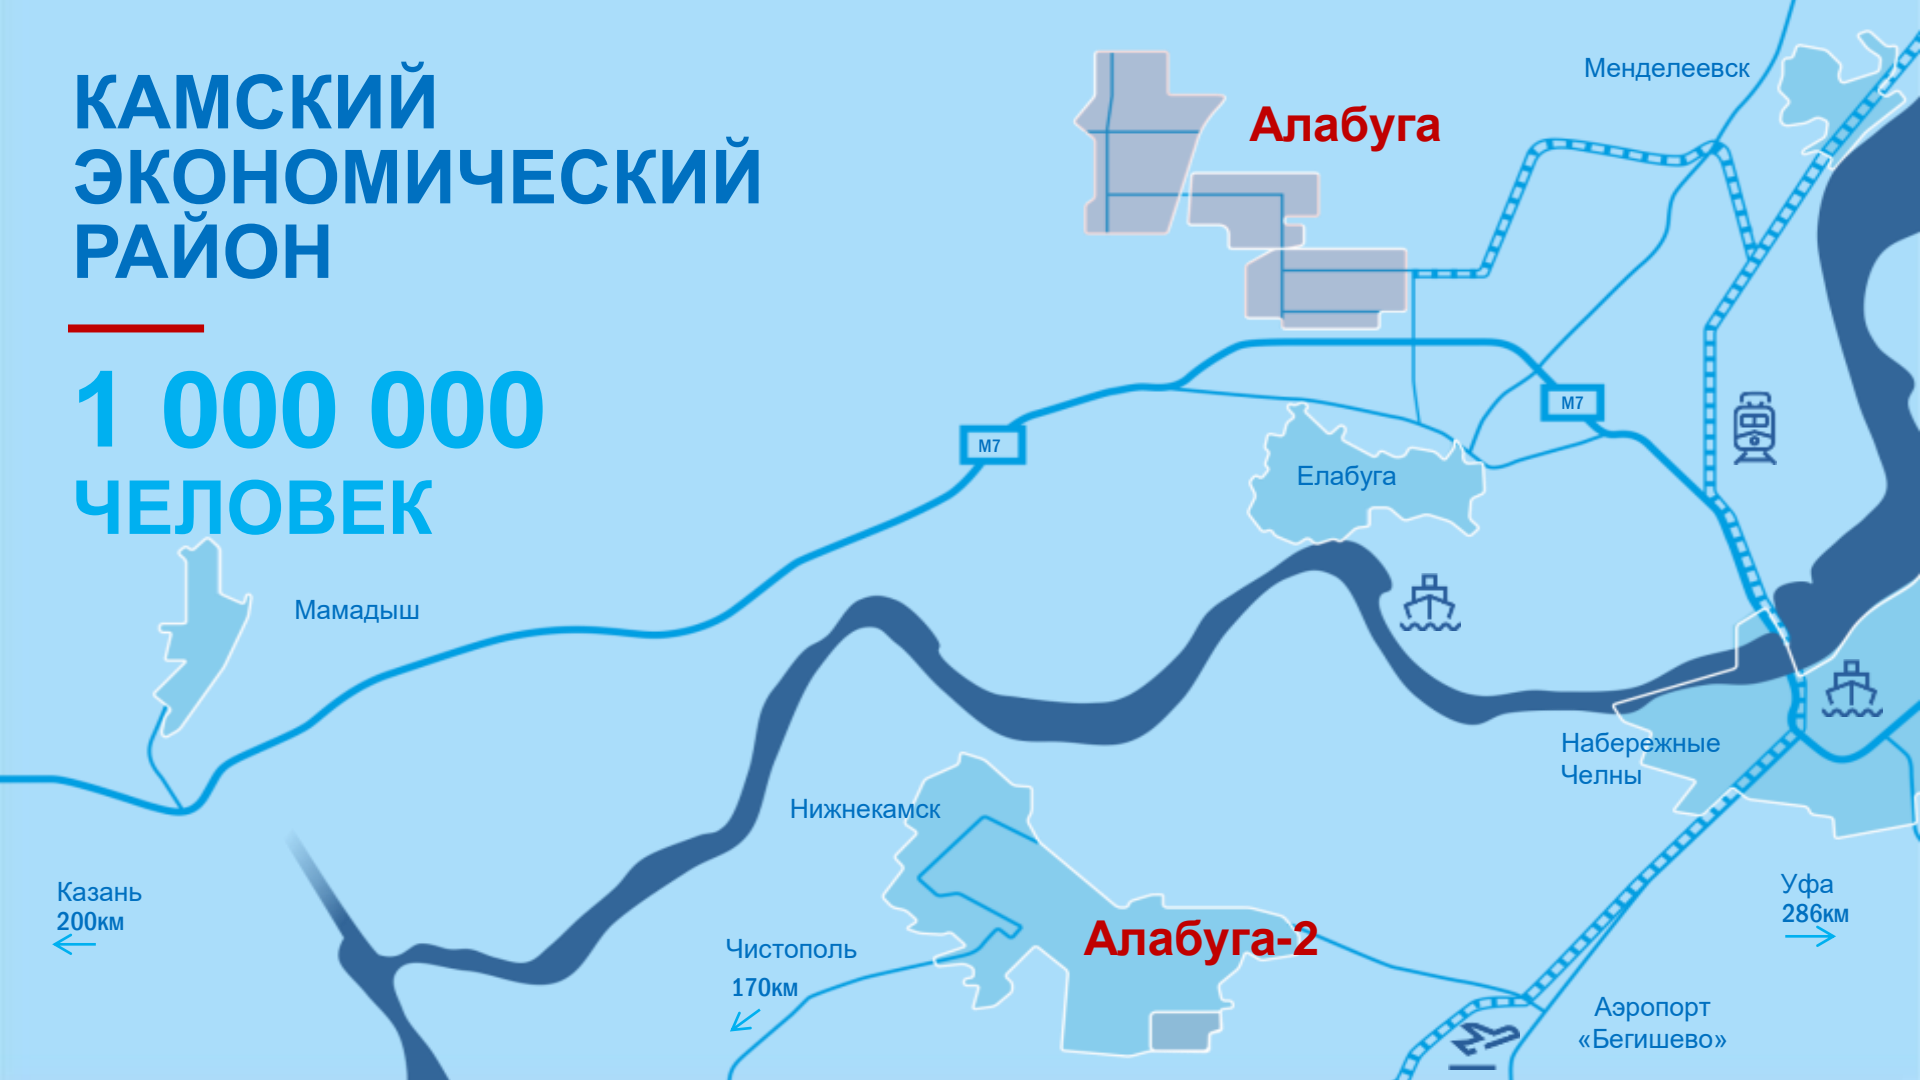 КАМСКИЙ
ЭКОНОМИЧЕСКИЙ
РАЙОН
1 000 000
ЧЕЛОВЕК
Менделеевск
Алабуга
М7
М7
Елабуга
Мамадыш
Набережные
Челны
Нижнекамск
Казань
200км
Уфа
286км
Алабуга-2
Чистополь
170км
Аэропорт
«Бегишево»